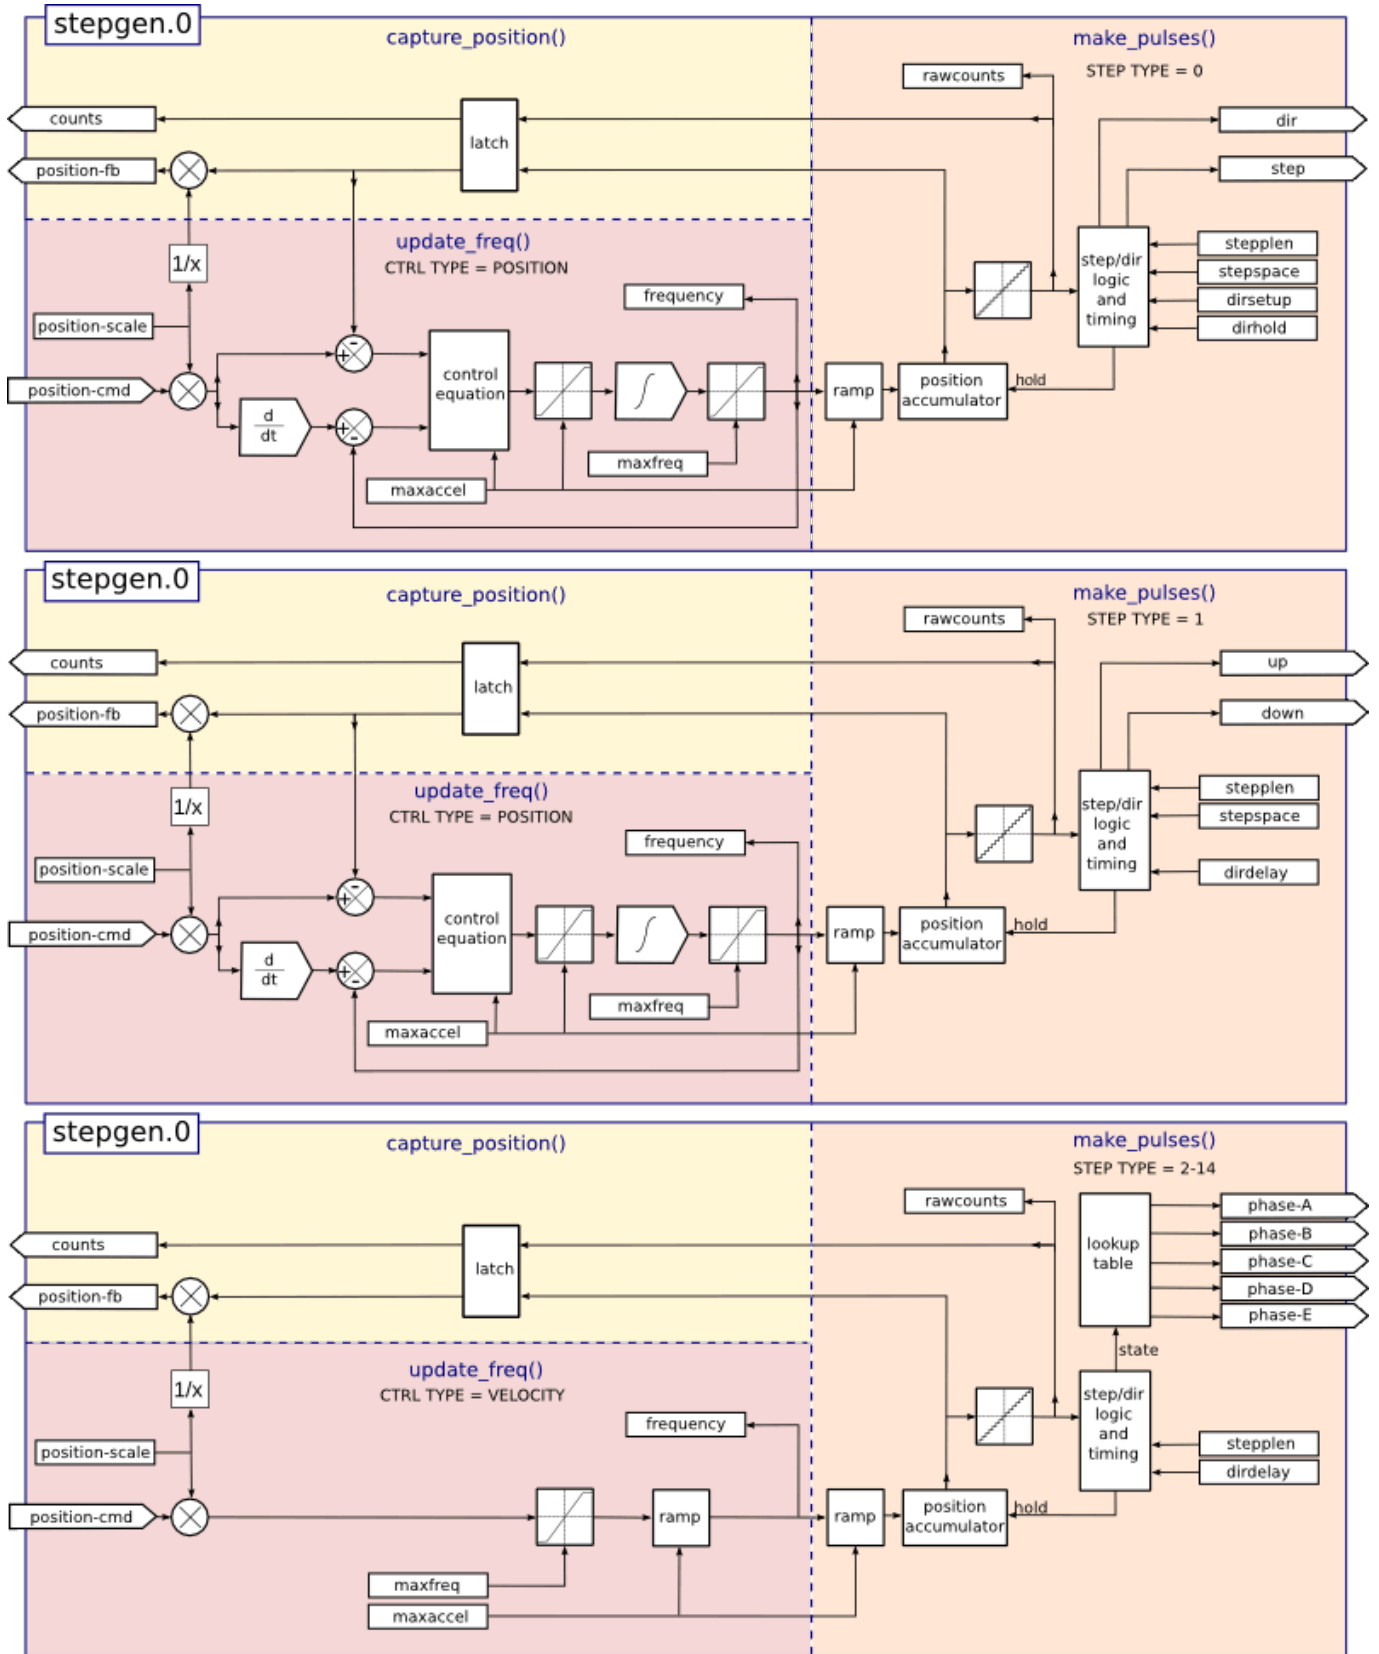 stepgen.0
capture_position()
make_pulses()
STEP TYPE = 0
rawcounts
counts
latch
dir
position-fb
step
update_freq()
CTRL TYPE = POSITION
1/x
stepplen
stepspace
dirsetup
dirhold
step/dir
logic
and
timing
frequency
position-scale
position-cmd
+
-
d
dt
+
-
control
equation
∫
maxfreq
maxaccel
ramp
position
accumulator
hold
stepgen.0
capture_position()
make_pulses()
STEP TYPE = 1
rawcounts
counts
latch
up
position-fb
down
update_freq()
CTRL TYPE = POSITION
1/x
stepplen
stepspace
dirdelay
step/dir
logic
and
timing
frequency
position-scale
position-cmd
+
-
d
dt
+
-
control
equation
∫
maxfreq
maxaccel
ramp
position
accumulator
hold
stepgen.0
capture_position()
make_pulses()
STEP TYPE = 2-14
rawcounts
counts
latch
lookup
table
phase-A
phase-B
phase-C
phase-D
phase-E
position-fb
state
update_freq()
CTRL TYPE = VELOCITY
1/x
step/dir
logic
and
timing
stepplen
dirdelay
frequency
position-scale
position-cmd
ramp
ramp
position
accumulator
hold
maxfreq
maxaccel